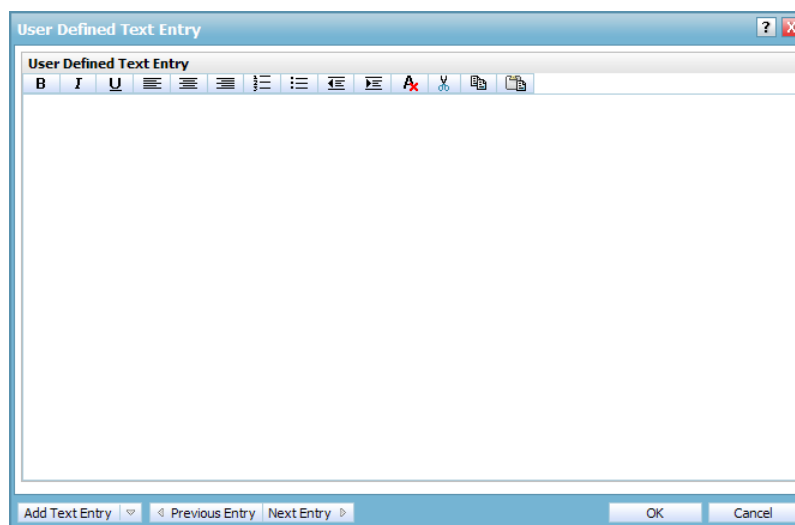 User Defined Text Entry ? X
User Defined Text Entry
B I U
Add Text Entry Previous Entry Next Entry OK Cancel